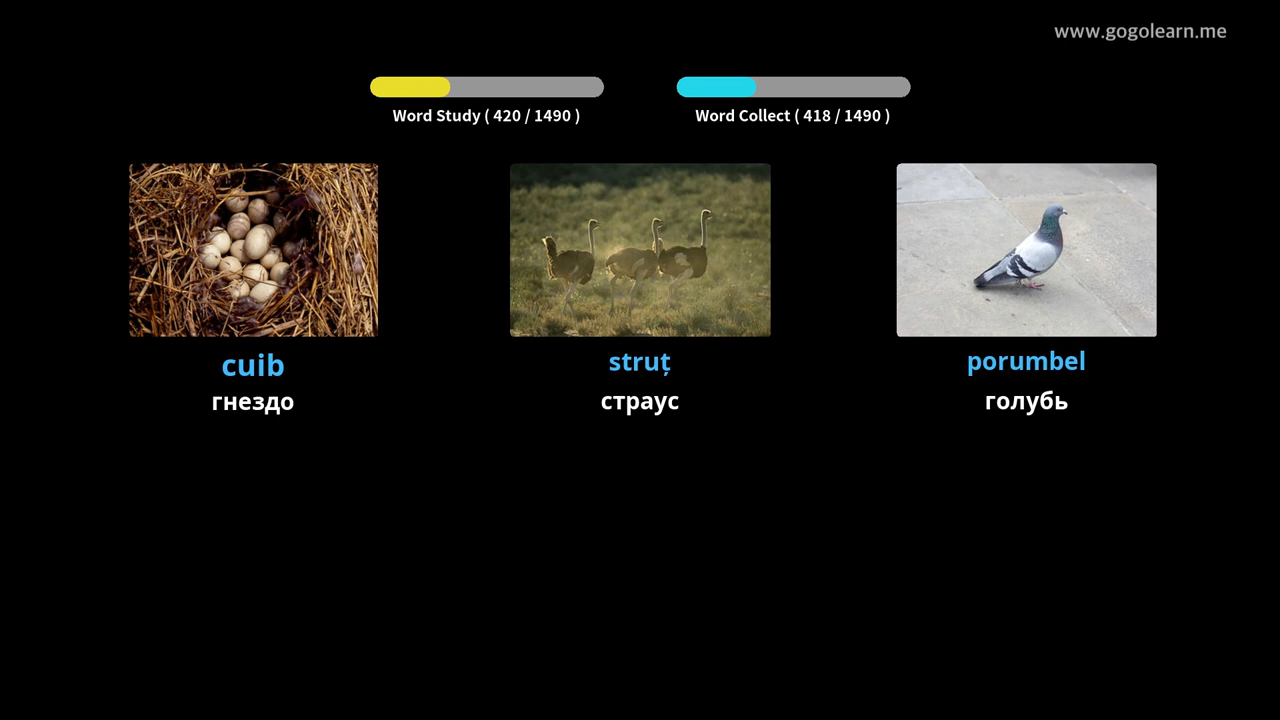 www.gogolearn.me
Word Study ( 420 / 1490 )
Word Collect ( 418 / 1490 )
cuib
гнездо
struț
страус
porumbel
голубь